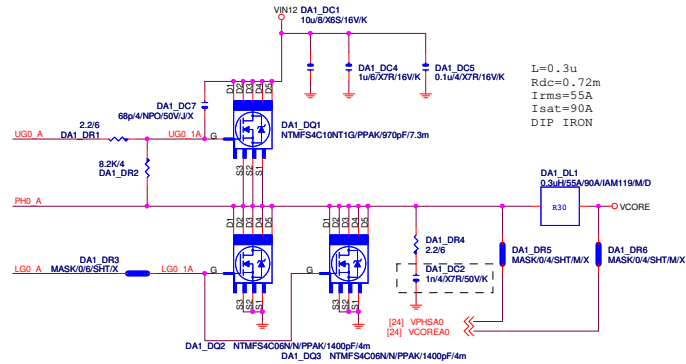 VIN12
DA1_DC1
10u/8/X6S/16V/K
DA1_DC4
1u/6/X7R/16V/K
DA1_DC5
0.1u/4/X7R/16V/K
L=0.3u
Rdc=0.72m
Irms=55A
Isat=90A
DIP IRON
DA1_DC7
68p/4/NPO/50V/J/X
D1
D2
D3
D4
D5
DA1_DQ1
NTMFS4C10NT1G/PPAK/970pF/7.3m
UG0_A
2.2/6
DA1_DR1
UG0_1A
G
S3
S2
S1
8.2K/4
DA1_DR2
PH0_A
DA1_DL1
0.3uH/55A/90A/IAM119/M/D
R30
VCORE
D1
D2
D3
D4
D5
D1
D2
D3
D4
D5
DA1_DR4
2.2/6
DA1_DR5
MASK/0/4/SHT/M/X
DA1_DR6
MASK/0/4/SHT/M/X
DA1_DR3
MASK/0/6/SHT/X
LG0_A
LG0_1A
G
G
S3
S2
S1
S3
S2
S1
DA1_DC2
1n/4/X7R/50V/K
[24] VPHSA0
[24] VCOREA0
DA1_DQ2 NTMFS4C06N/N/PPAK/1400pF/4m
DA1_DQ3 NTMFS4C06N/N/PPAK/1400pF/4m